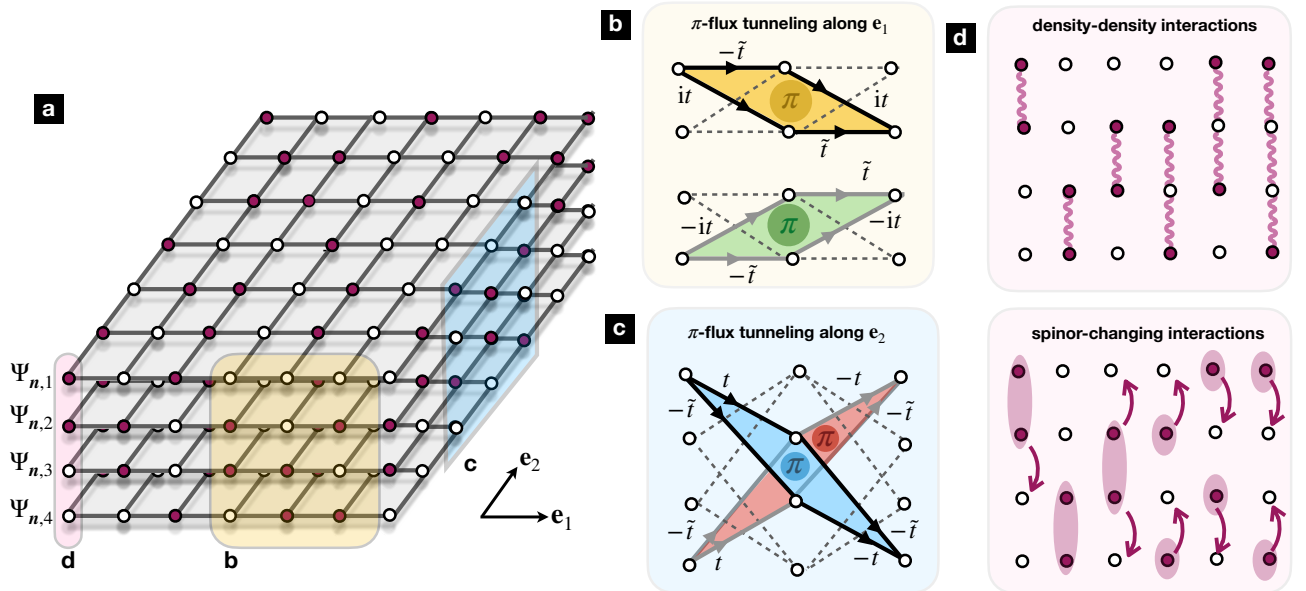 a
Ψn,1
Ψn,2
Ψn,3
Ψn,4
d
b
c
e2
e1
b
π-flux tunneling along e1
−t̃
it
π
it
t̃
t̃
−it
π
−it
−t̃
c
π-flux tunneling along e2
t
−t
−t̃
−t̃
π
π
−t̃
−t̃
t
−t
d
density-density interactions
spinor-changing interactions